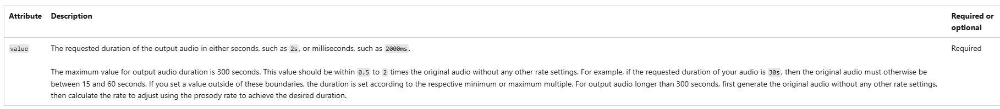 Attribute Description Required or
optional
value The requested duration of the output audio in either seconds, such as 2s, or milliseconds, such as 2000ms. Required
The maximum value for output audio duration is 300 seconds. This value should be within 0.5 to 2 times the original audio without any other rate settings. For example, if the requested duration of your audio is 30s, then the original audio must otherwise be
between 15 and 60 seconds. If you set a value outside of these boundaries, the duration is set according to the respective minimum or maximum multiple. For output audio longer than 300 seconds, first generate the original audio without any other rate settings,
then calculate the rate to adjust using the prosody rate to achieve the desired duration.